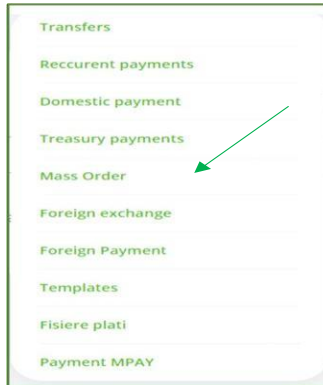 Transfers
Reccurent payments
Domestic payment
Treasury payments
Mass Order
Foreign exchange
Foreign Payment
Templates
Fisiere plati
Payment MPAY